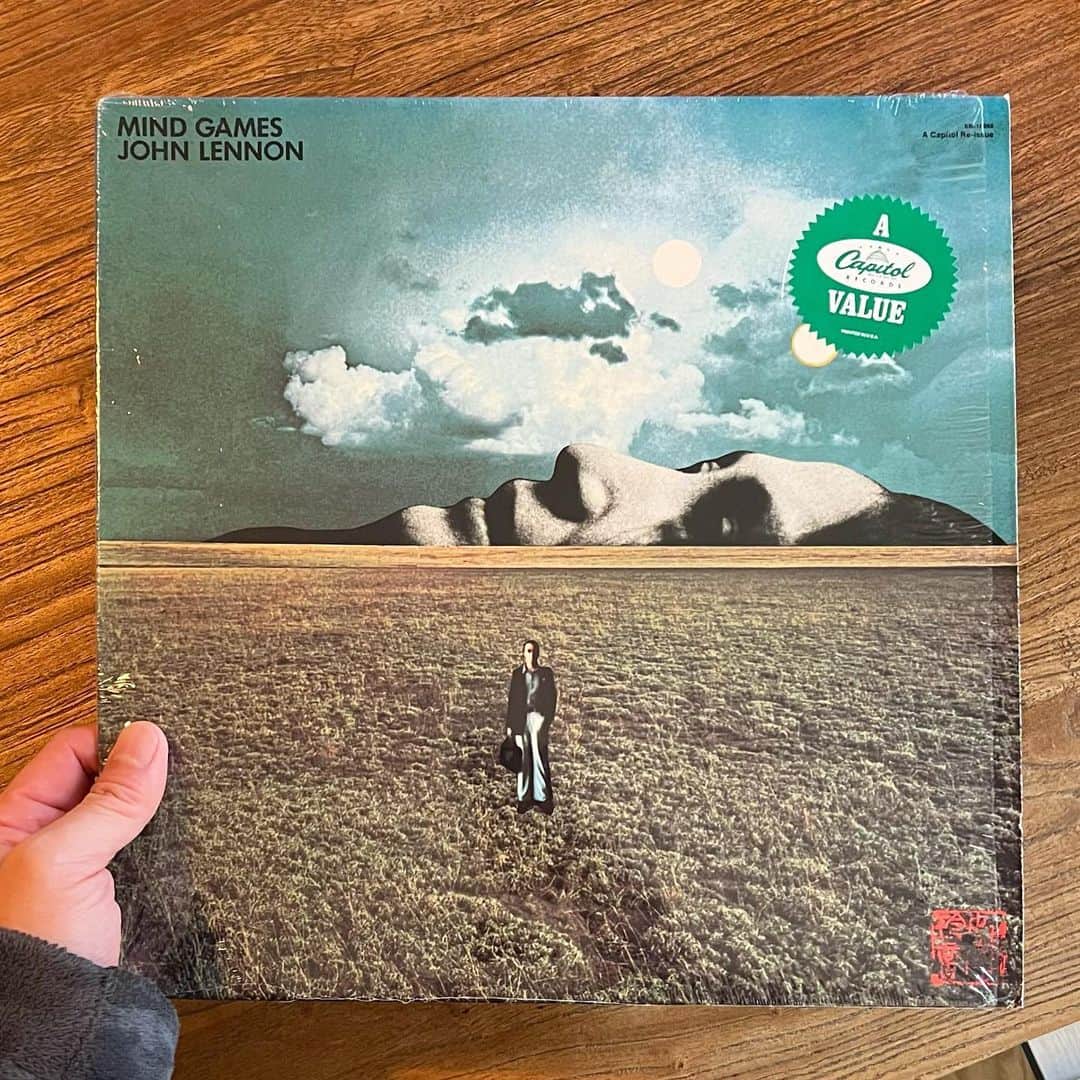 MIND GAMES
JOHN LENNON
A Capitol Re-issue
A
Capitol
RECORDS
VALUE